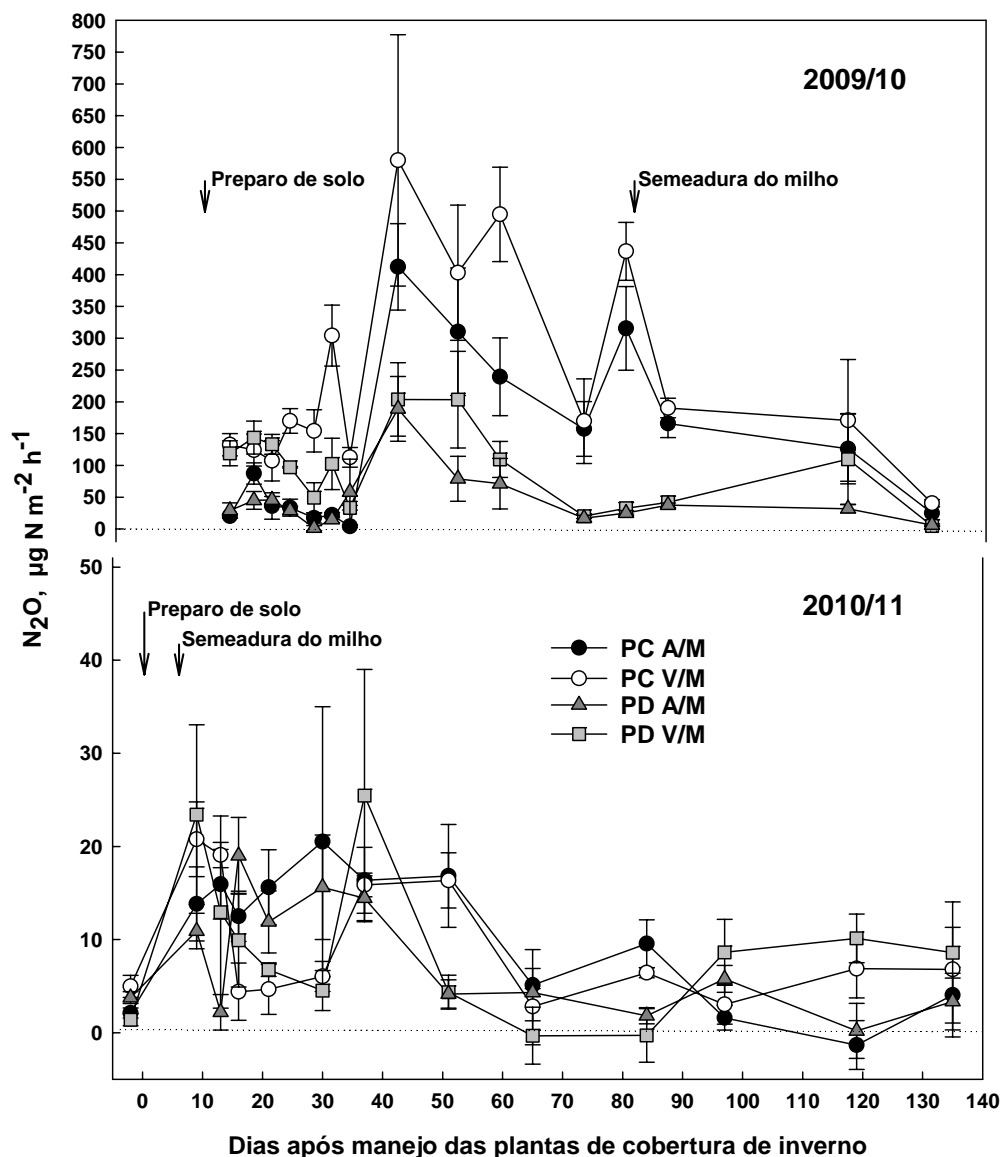 800
750
700
650
600
550
500
450
400
350
300
250
200
150
100
50
0
2009/10
Preparo de solo
Semeadura do milho
N2O, µg N m-2 h-1
50
40
30
20
10
0
2010/11
Preparo de solo
Semeadura do milho
PC A/M
PC V/M
PD A/M
PD V/M
0 10 20 30 40 50 60 70 80 90 100 110 120 130 140
Dias após manejo das plantas de cobertura de inverno